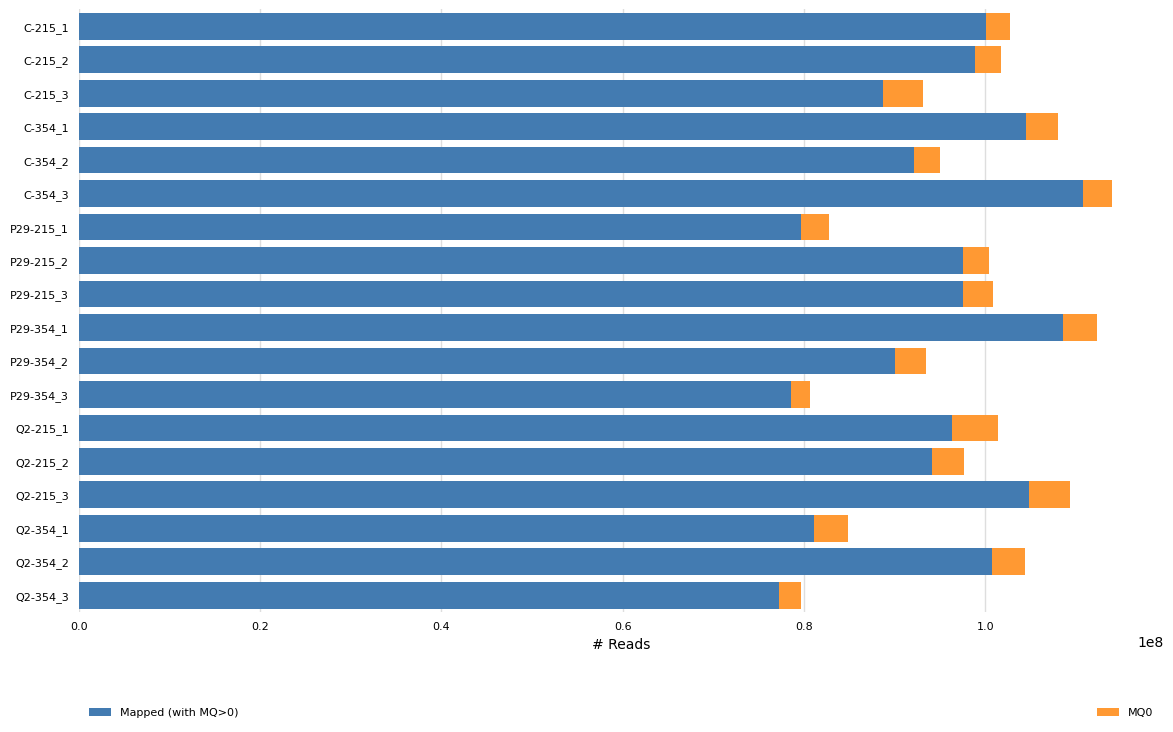 C-215_1
C-215_2
C-215_3
C-354_1
C-354_2
C-354_3
P29-215_1
P29-215_2
P29-215_3
P29-354_1
P29-354_2
P29-354_3
Q2-215_1
Q2-215_2
Q2-215_3
Q2-354_1
Q2-354_2
Q2-354_3
0.0 0.2 0.4 0.6 0.8 1.0
# Reads 1e8
Mapped (with MQ>0) MQ0